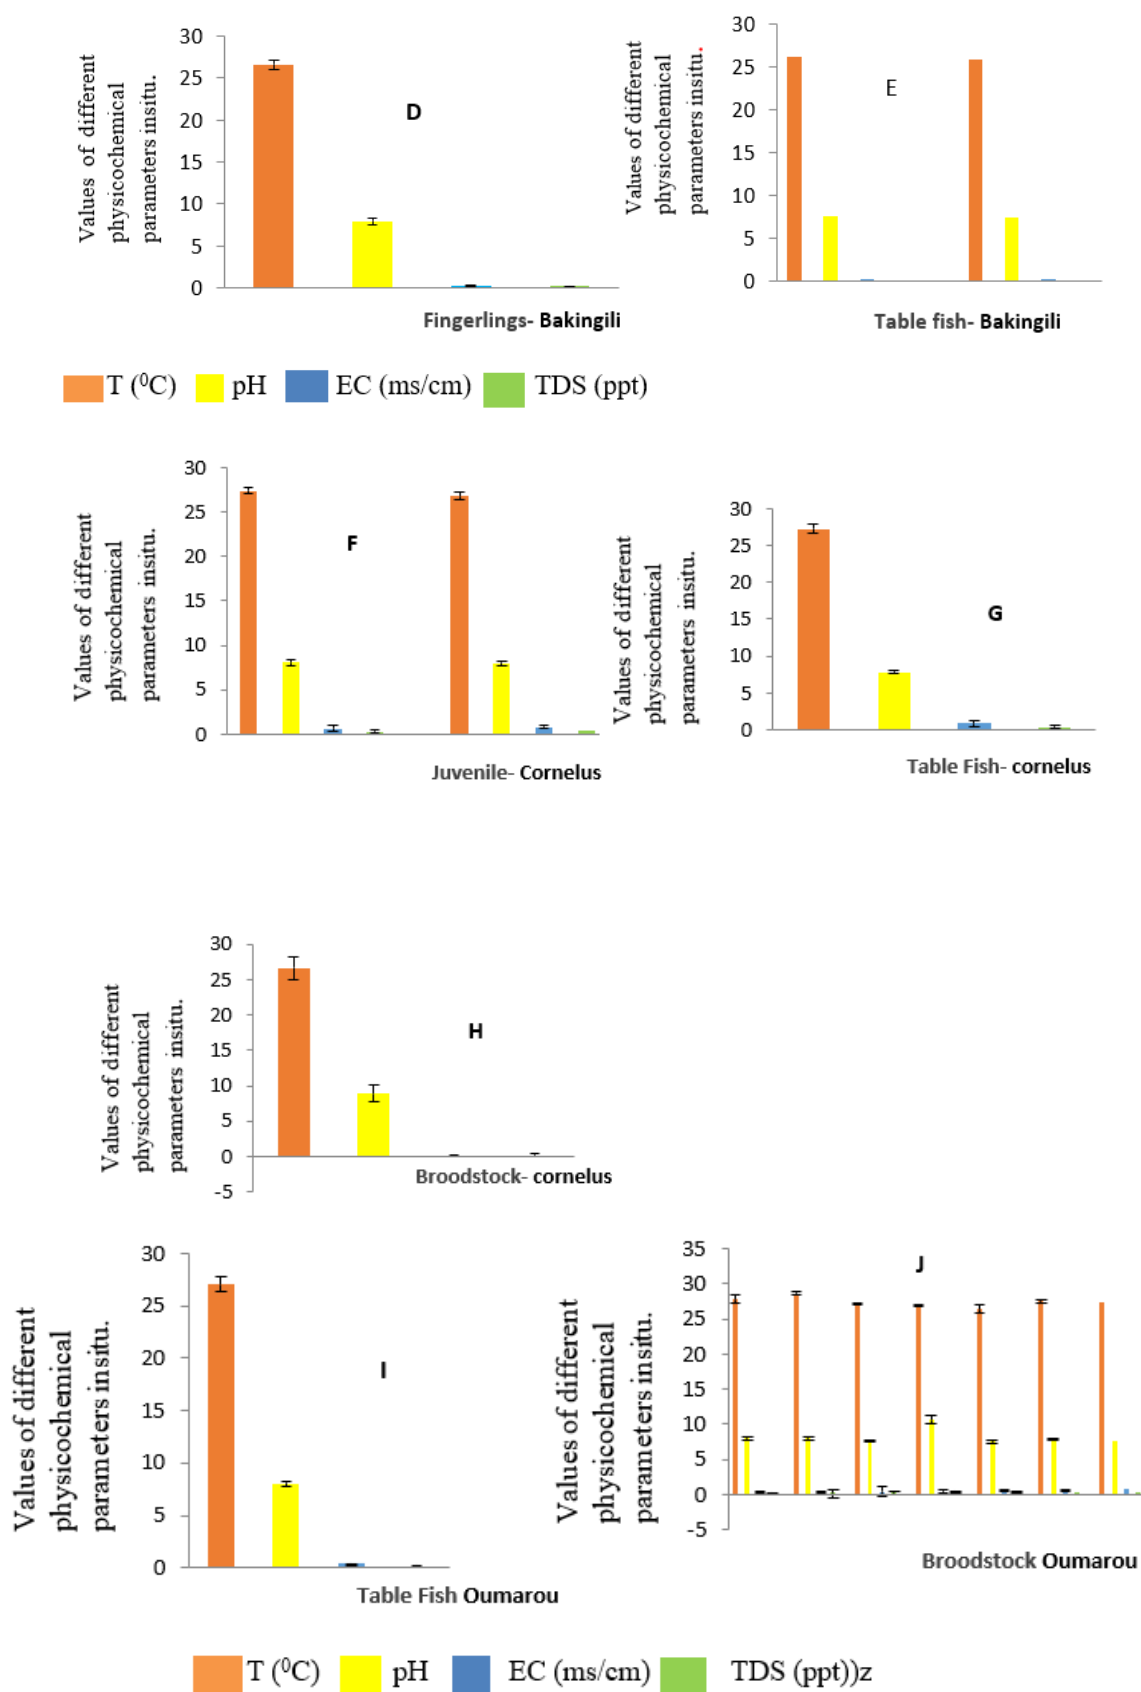 Values of different
physicochemical
parameters insitu.
30
25
20
15
10
5
0
D
Fingerlings- Bakingili
Values of different
physicochemical
parameters insitu.
30
25
20
15
10
5
0
E
Table fish- Bakingili
T (⁰C) pH EC (ms/cm) TDS (ppt)
Values of different
physicochemical
parameters insitu.
30
25
20
15
10
5
0
F
Juvenile- Cornelus
Values of different
physicochemical
parameters insitu.
30
25
20
15
10
5
0
G
Table Fish- cornelus
Values of different
physicochemical
parameters insitu.
30
25
20
15
10
5
0
-5
H
Broodstock- cornelus
Values of different
physicochemical
parameters insitu.
30
25
20
15
10
5
0
I
Table Fish Oumarou
Values of different
physicochemical
parameters insitu.
35
30
25
20
15
10
5
0
-5
J
Broodstock Oumarou
T (⁰C) pH EC (ms/cm) TDS (ppt))z